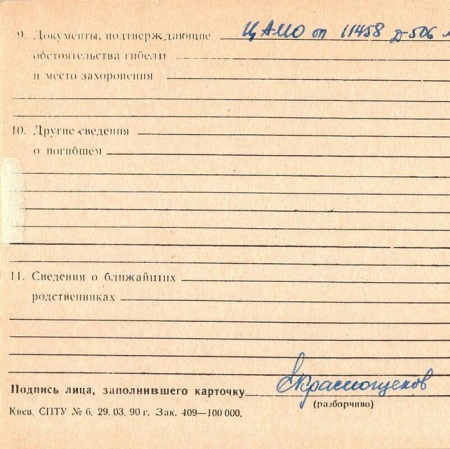 9. Документы, подтверждающие ЦАМО оп 11458 д-506
обстоятельства гибели
и место захоронения
10. Другие сведения
о погибшем
11. Сведения о ближайших
родственниках
Подпись лица, заполнившего карточку Краснощеков
(разборчиво)
Киев. СПТУ № 6. 29. 03. 90 г. Зак. 409—100 000.